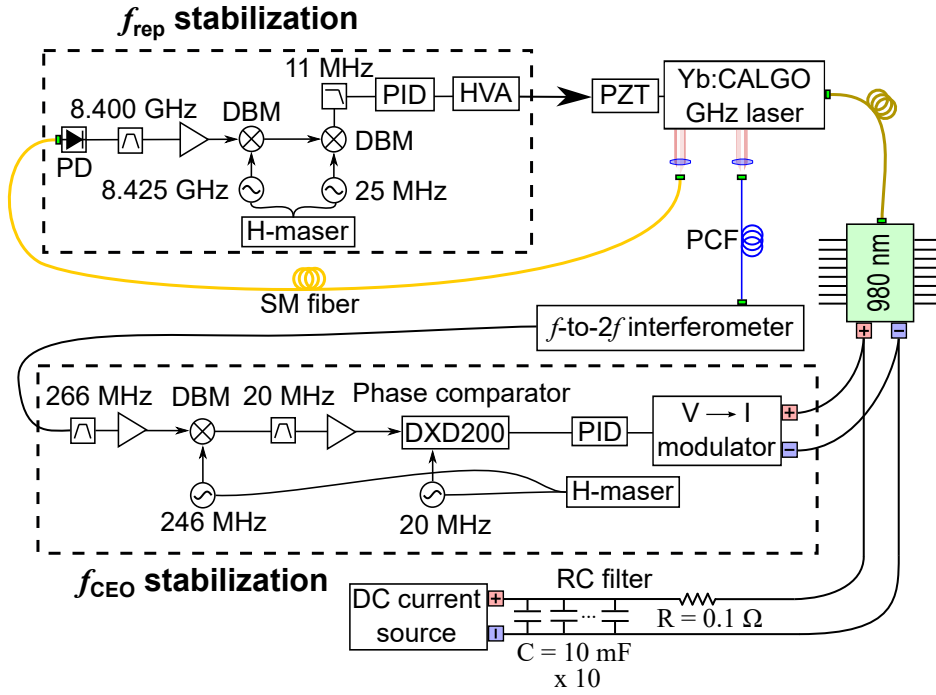 f_rep stabilization
11 MHz
PID
HVA
PZT
Yb:CALGO
GHz laser
8.400 GHz
DBM
DBM
PD
8.425 GHz
25 MHz
H-maser
SM fiber
PCF
980 nm
f-to-2f interferometer
266 MHz
DBM
20 MHz
Phase comparator
DXD200
PID
V → I
modulator
+
−
+
−
246 MHz
20 MHz
H-maser
f_CEO stabilization
DC current
source
+
−
RC filter
...
R = 0.1 Ω
C = 10 mF
x 10